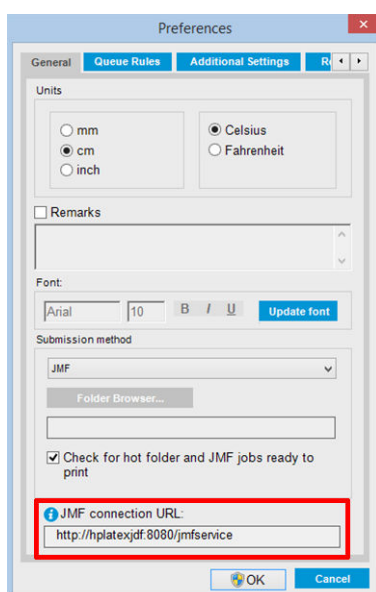 Preferences
General Queue Rules Additional Settings
Units
mm
cm
inch
Celsius
Fahrenheit
Remarks
Font:
Arial 10 B I U Update font
Submission method
JMF
Folder Browser...
Check for hot folder and JMF jobs ready to
print
JMF connection URL:
http://hplatexjdf:8080/jmfservice
OK Cancel